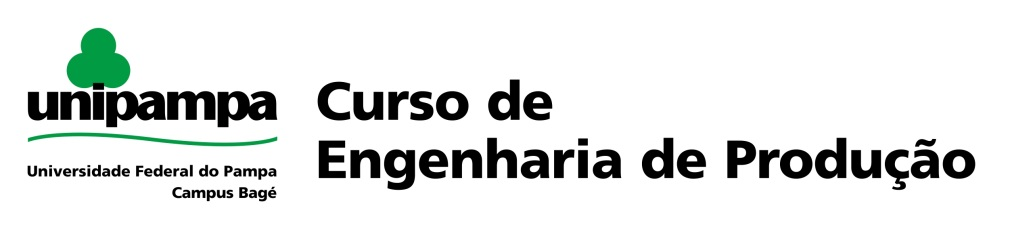 unipampa
Universidade Federal do Pampa
Campus Bagé
Curso de
Engenharia de Produção